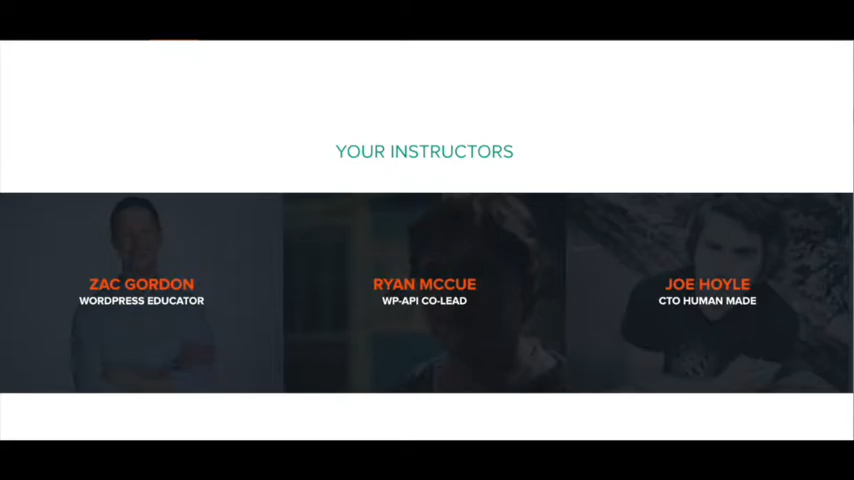 YOUR INSTRUCTORS
ZAC GORDON
WORDPRESS EDUCATOR
RYAN MCCUE
WP-API CO-LEAD
JOE HOYLE
CTO HUMAN MADE